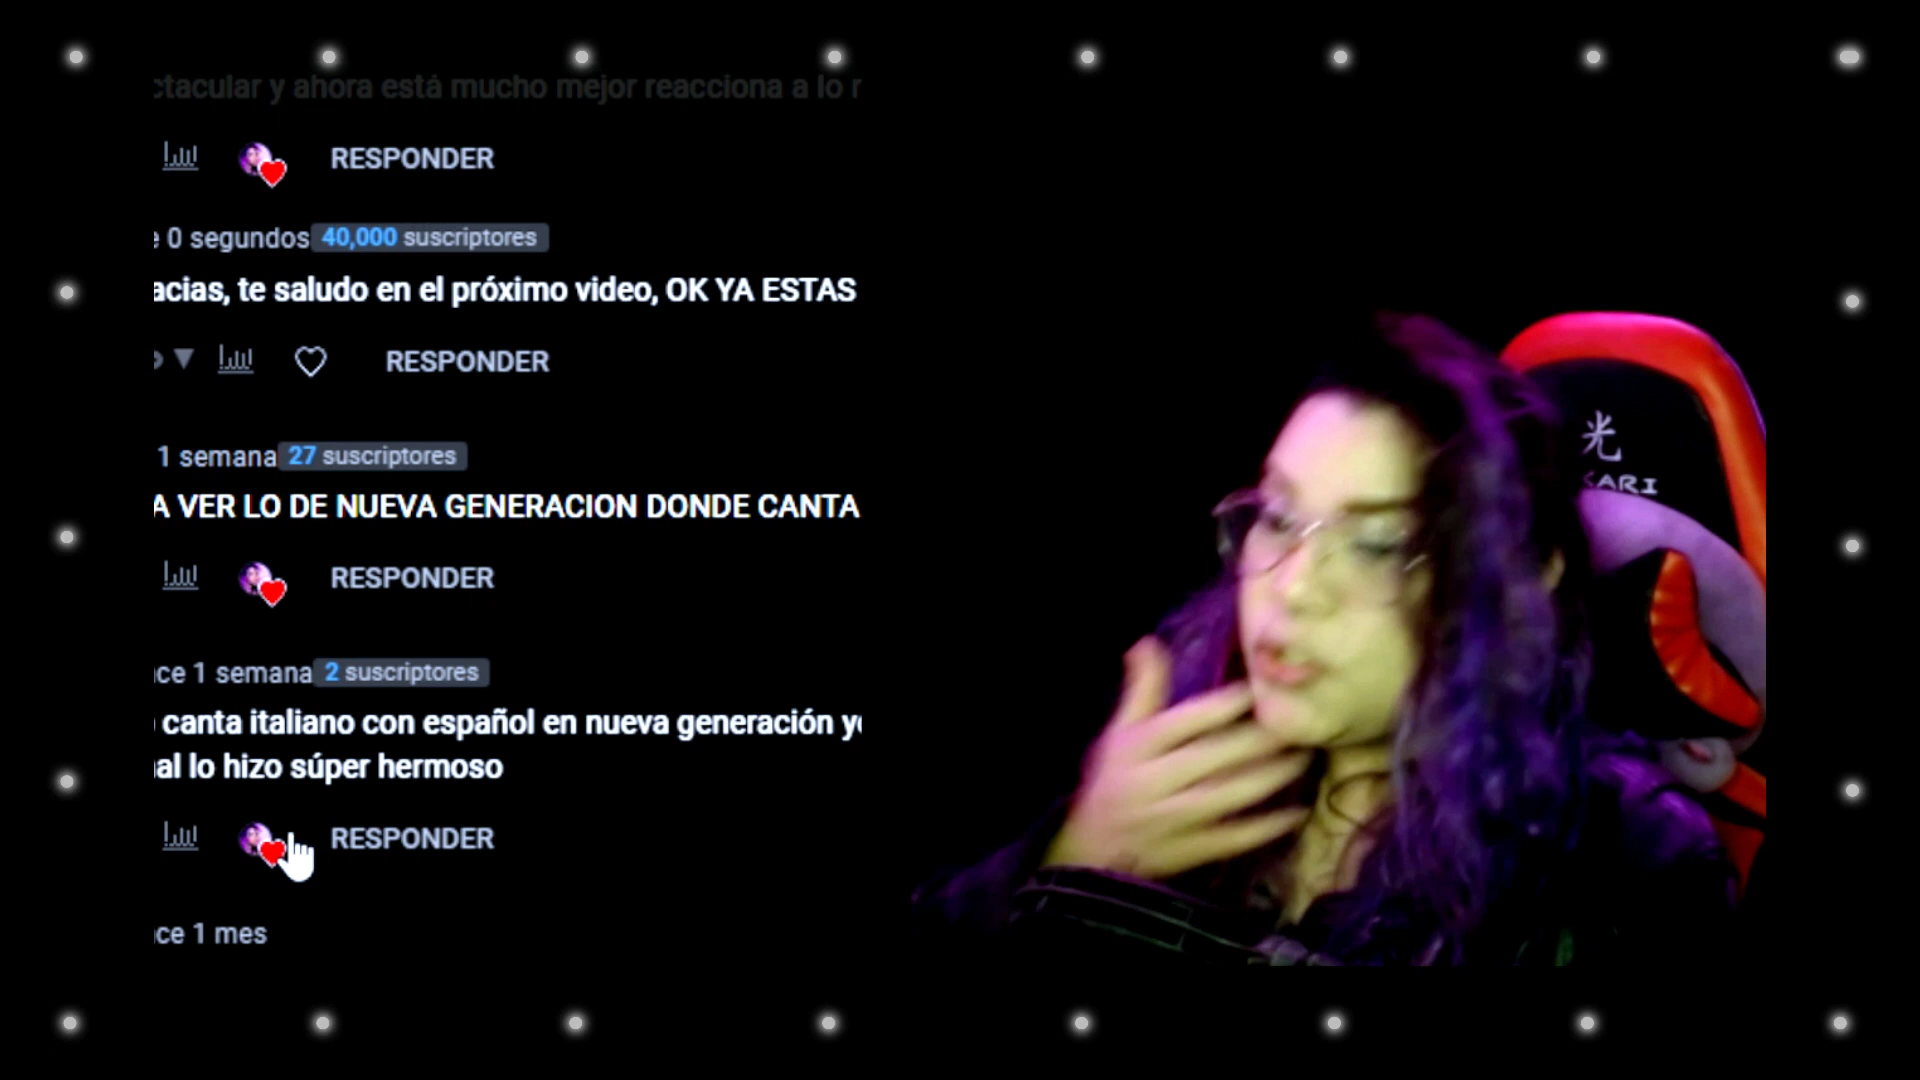 ctacular y ahora está mucho mejor reacciona a lo
RESPONDER
e 0 segundos 40,000 suscriptores
acias, te saludo en el próximo video, OK YA ESTAS
RESPONDER
1 semana 27 suscriptores
A VER LO DE NUEVA GENERACION DONDE CANTA
RESPONDER
ce 1 semana 2 suscriptores
canta italiano con español en nueva generación y
al lo hizo súper hermoso
RESPONDER
ce 1 mes
光
KARI